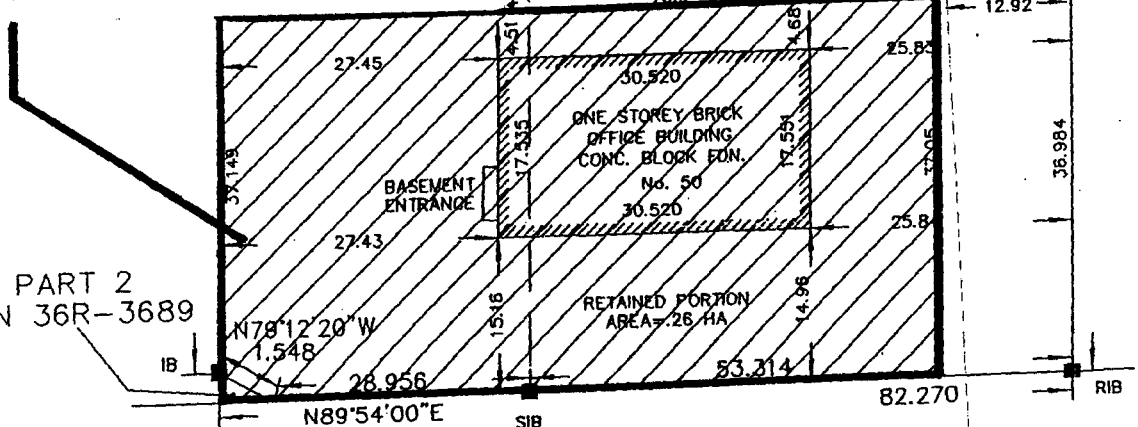 12.92
4.51
4.68
27.45
25.83
30.520
ONE STOREY BRICK
OFFICE BUILDING
CONC. BLOCK FDN.
No. 50
30.520
17.535
17.551
37.149
37.05
36.984
BASEMENT
ENTRANCE
27.43
25.8
PART 2
N 36R-3689
15.16
14.96
RETAINED PORTION
AREA=.26 HA
N79°12'20"W
1.548
IB
28.956
53.314
82.270
RIB
N89°54'00"E
SIB